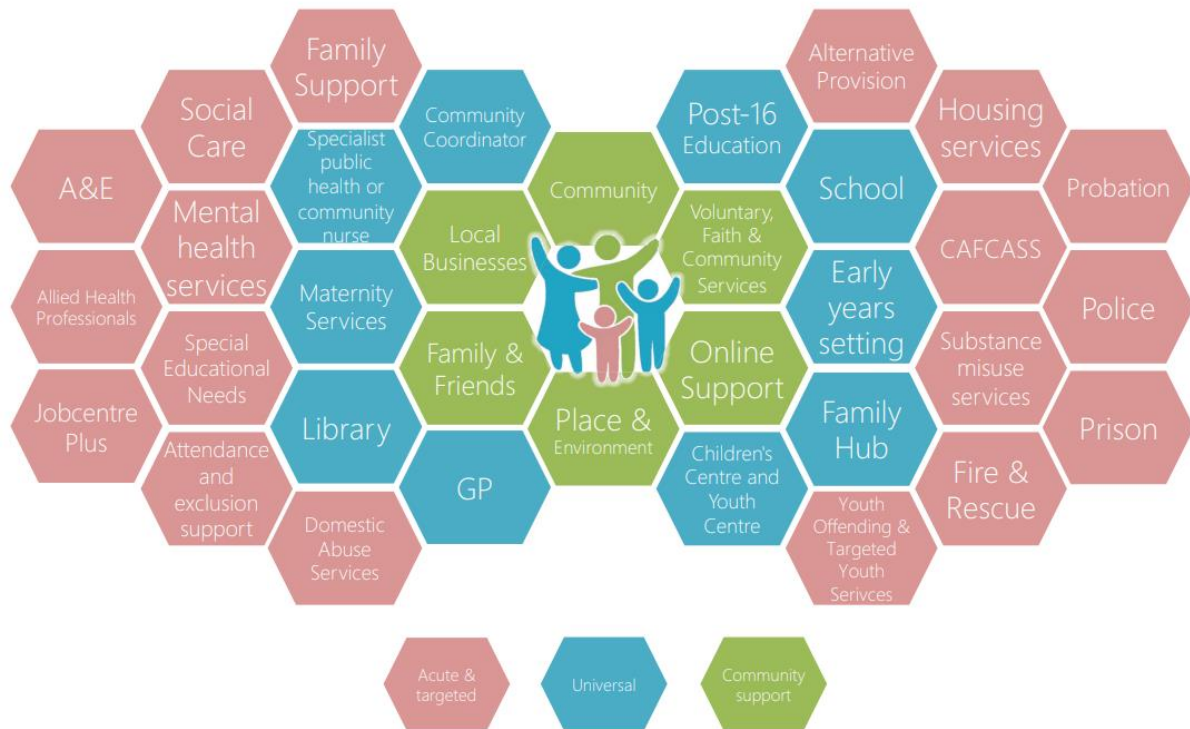 Family
Support
Alternative
Provision
Social
Care
Community
Coordinator
Post-16
Education
Housing
services
A&E
Specialist
public
health or
community
nurse
Community
School
Probation
Mental
health
services
Local
Businesses
Voluntary,
Faith &
Community
Services
CAFCASS
Allied Health
Professionals
Maternity
Services
Early
years
setting
Police
Special
Educational
Needs
Family &
Friends
Online
Support
Substance
misuse
services
Jobcentre
Plus
Library
Place &
Environment
Family
Hub
Prison
Attendance
and
exclusion
support
GP
Children's
Centre and
Youth
Centre
Fire &
Rescue
Domestic
Abuse
Services
Youth
Offending &
Targeted
Youth
Serivces
Acute &
targeted
Universal
Community
support